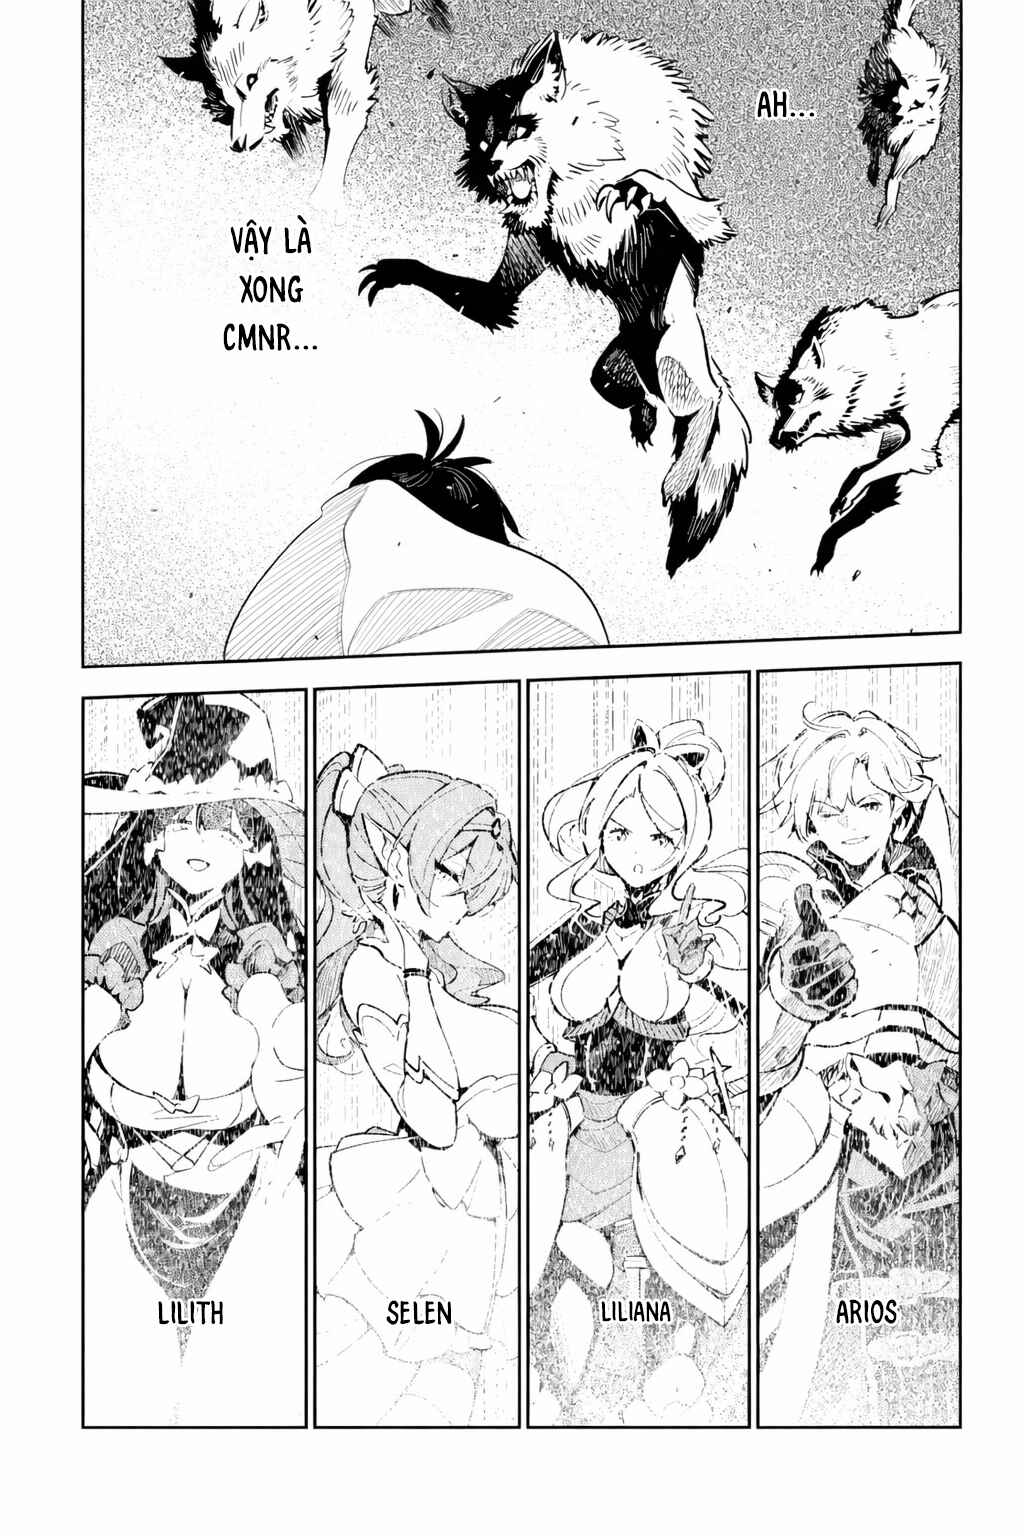 AH...
VẬY LÀ
XONG
CMNR...
ARIOS
LILIANA
SELEN
LILITH